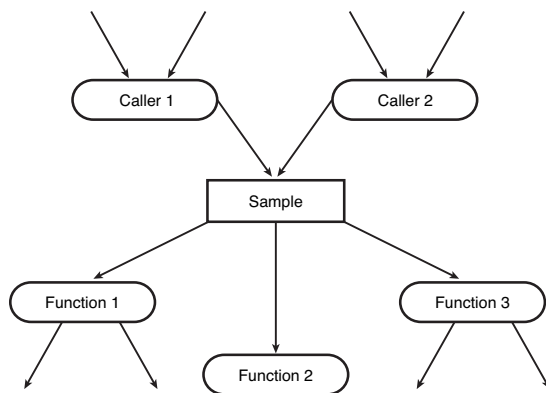 Caller 1
Caller 2
Sample
Function 1
Function 3
Function 2